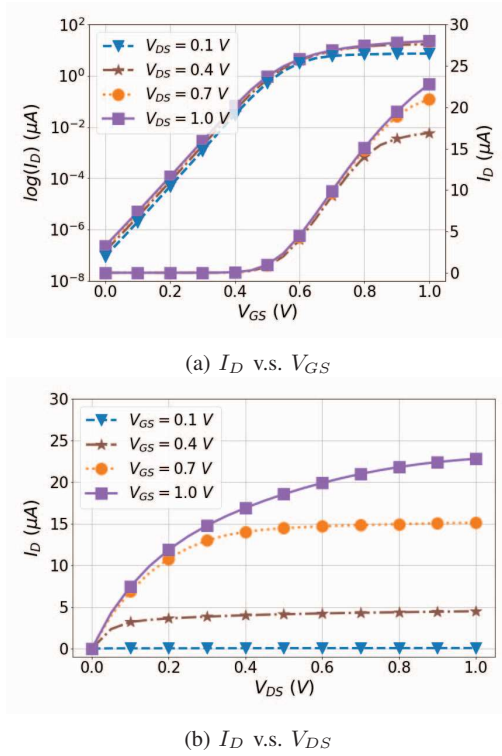 10²
10⁰
10⁻²
10⁻⁴
10⁻⁶
10⁻⁸
log(I_D) (μA)
V_DS = 0.1 V
V_DS = 0.4 V
V_DS = 0.7 V
V_DS = 1.0 V
30
25
20
15
10
5
0
I_D (μA)
0.0 0.2 0.4 0.6 0.8 1.0
V_GS (V)
(a) I_D v.s. V_GS
30
25
20
15
10
5
0
I_D (μA)
V_GS = 0.1 V
V_GS = 0.4 V
V_GS = 0.7 V
V_GS = 1.0 V
0.0 0.2 0.4 0.6 0.8 1.0
V_DS (V)
(b) I_D v.s. V_DS